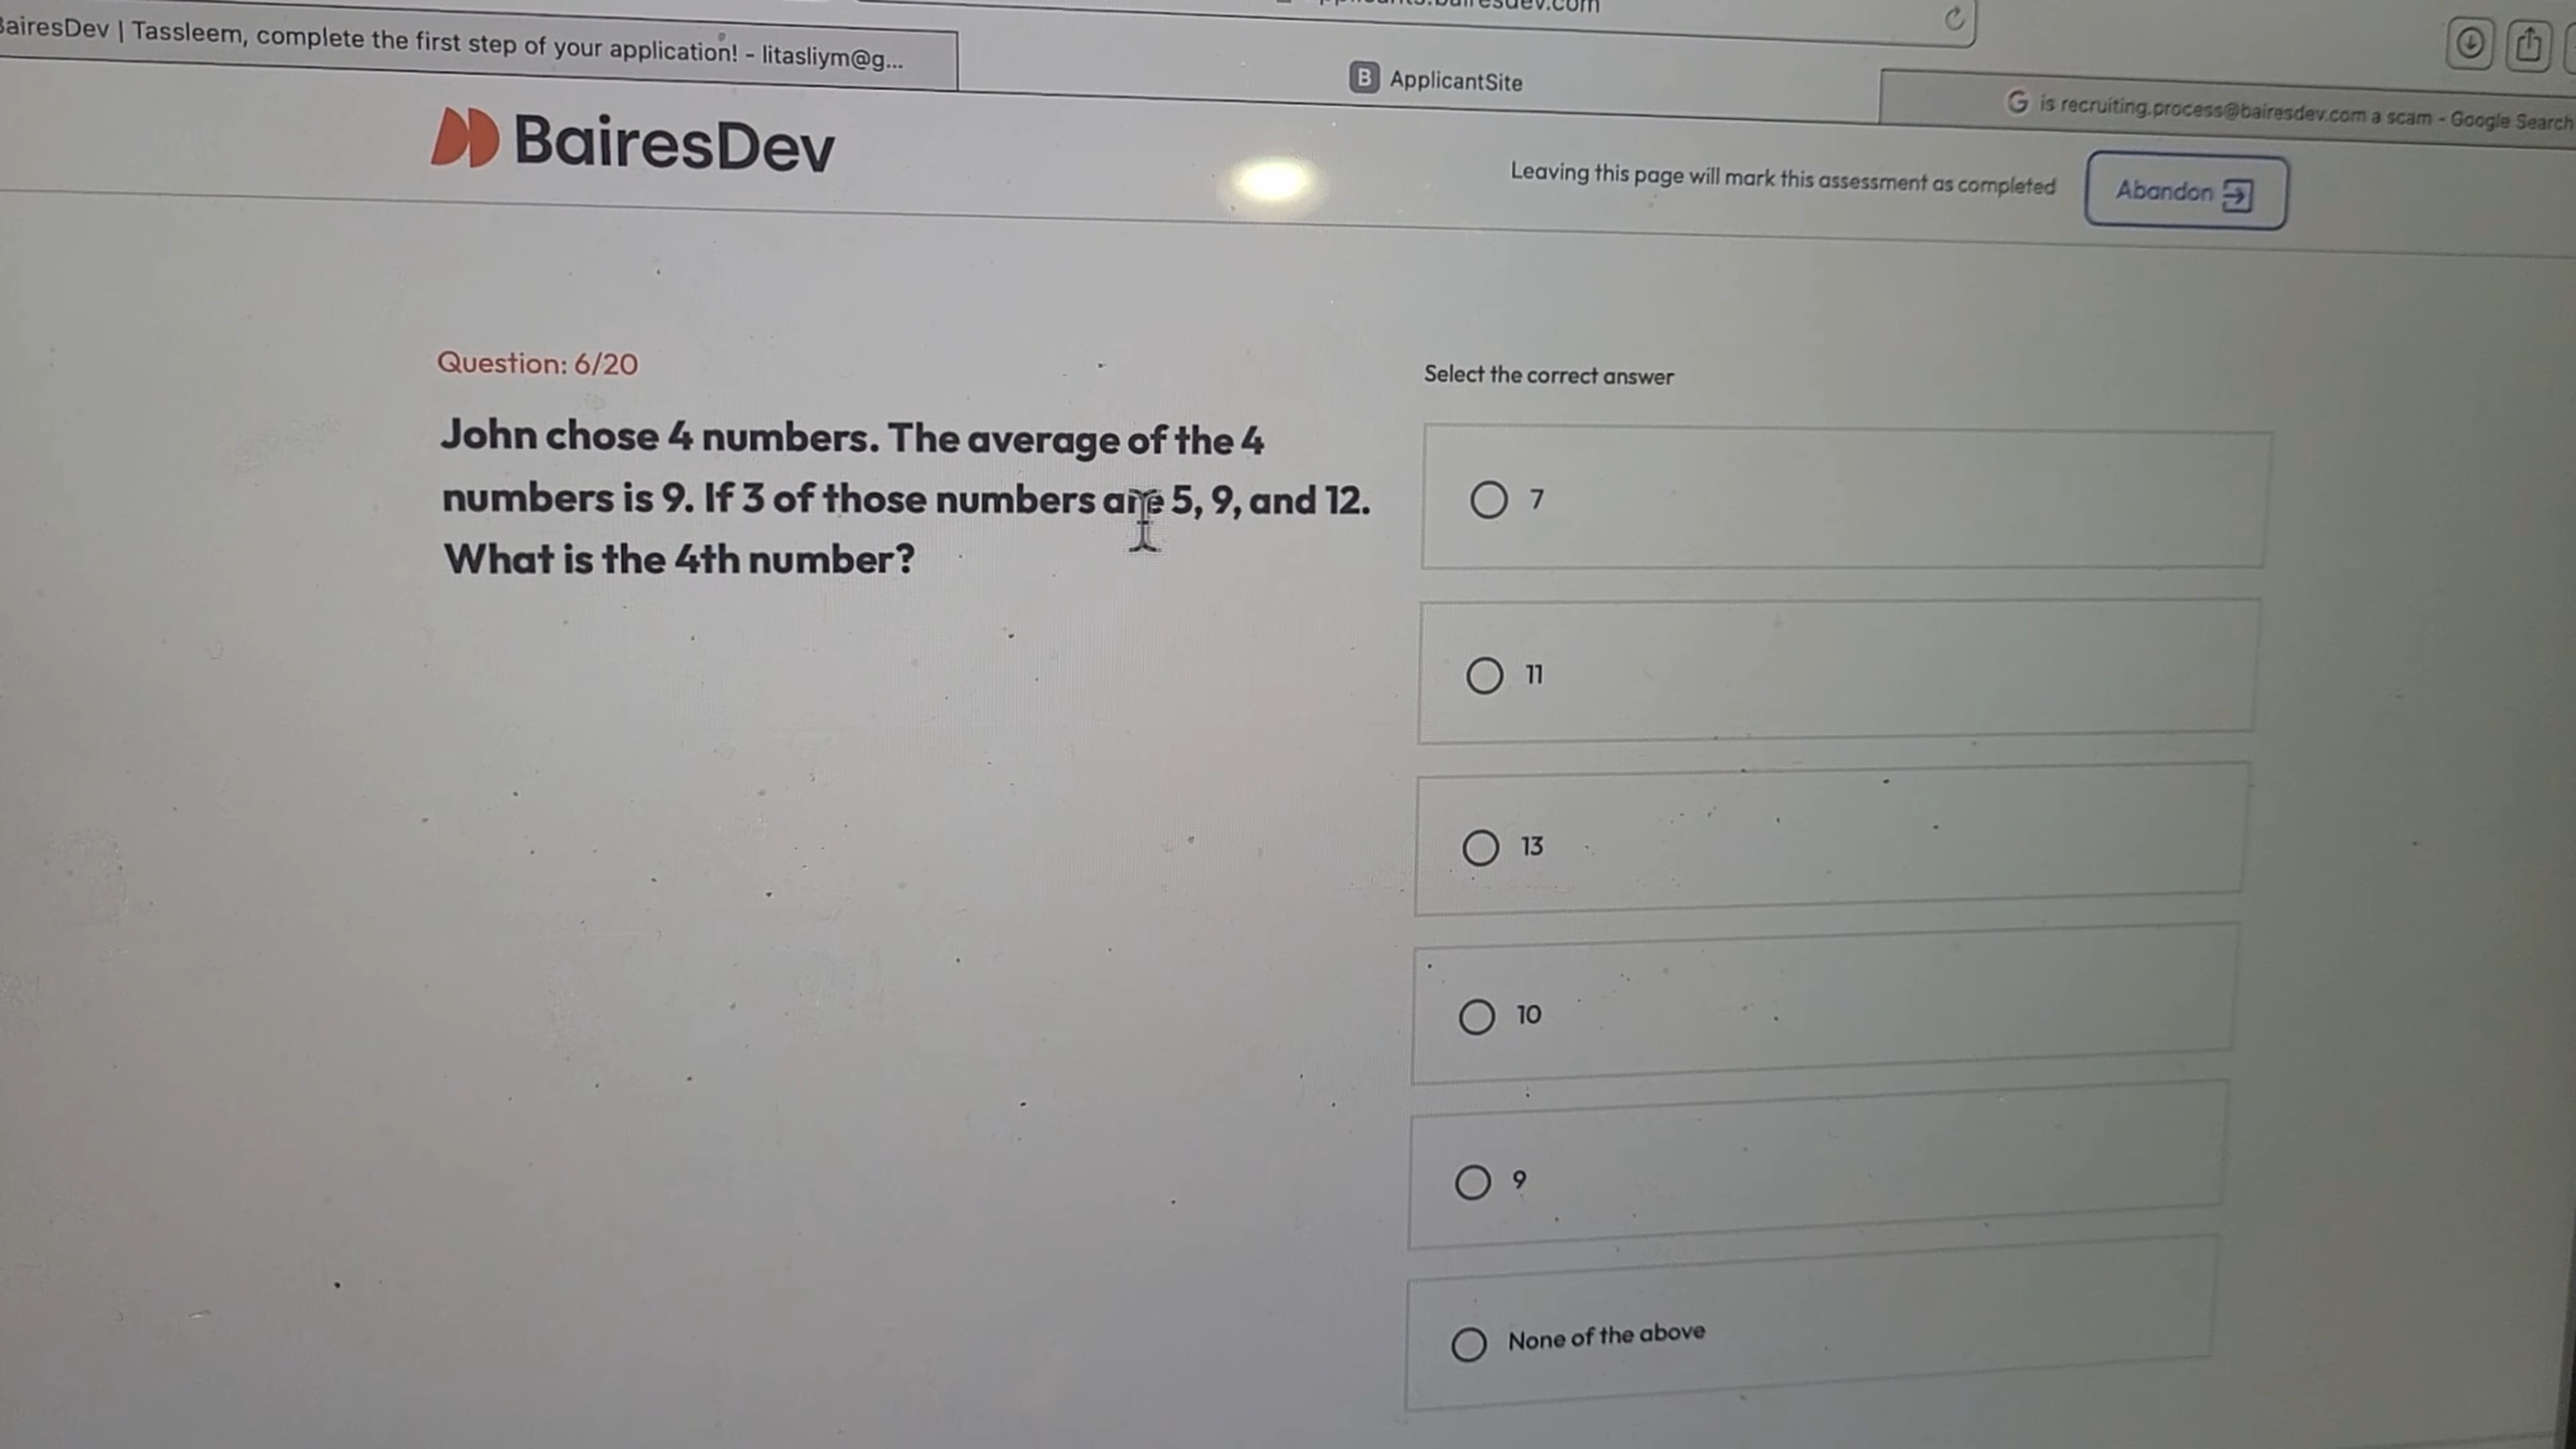 BairesDev | Tassleem, complete the first step of your application! - litasliym@g...
ApplicantSite
is recruiting.process@bairesdev.com a scam - Google Search
BairesDev
Leaving this page will mark this assessment as completed
Abandon
Question: 6/20
John chose 4 numbers. The average of the 4
numbers is 9. If 3 of those numbers are 5, 9, and 12.
What is the 4th number?
Select the correct answer
7
11
13
10
9
None of the above